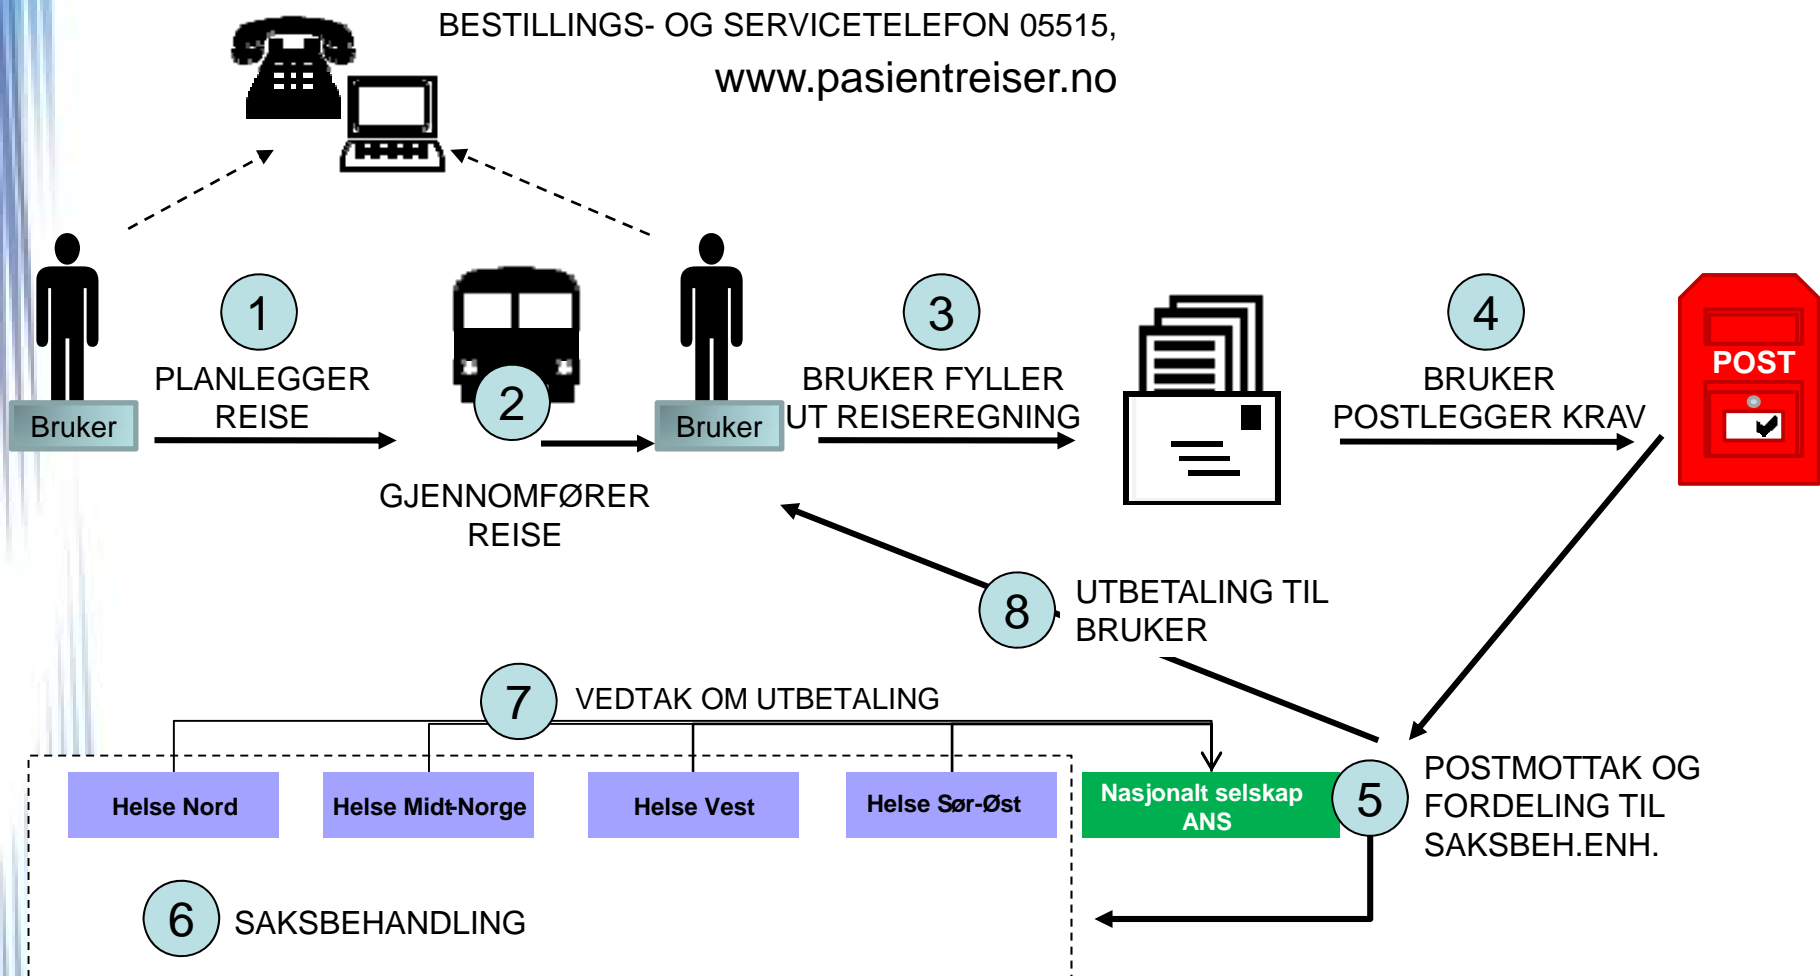 BESTILLINGS- OG SERVICETELEFON 05515,
www.pasientreiser.no
1
PLANLEGGER
REISE
Bruker
2
GJENNOMFØRER
REISE
Bruker
3
BRUKER FYLLER
UT REISEREGNING
4
BRUKER
POSTLEGGER KRAV
POST
8
UTBETALING TIL
BRUKER
7
VEDTAK OM UTBETALING
Helse Nord
Helse Midt-Norge
Helse Vest
Helse Sør-Øst
Nasjonalt selskap
ANS
5
POSTMOTTAK OG
FORDELING TIL
SAKSBEH.ENH.
6
SAKSBEHANDLING